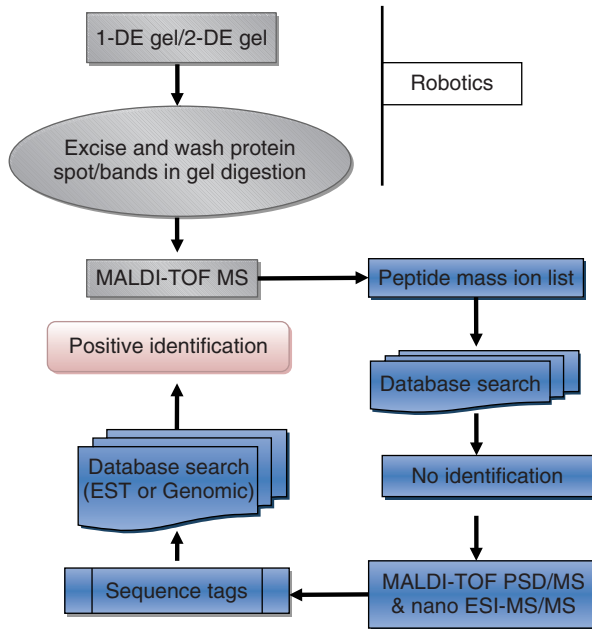 1-DE gel/2-DE gel
Robotics
Excise and wash protein
spot/bands in gel digestion
MALDI-TOF MS
Peptide mass ion list
Positive identification
Database search
Database search
(EST or Genomic)
No identification
Sequence tags
MALDI-TOF PSD/MS
& nano ESI-MS/MS